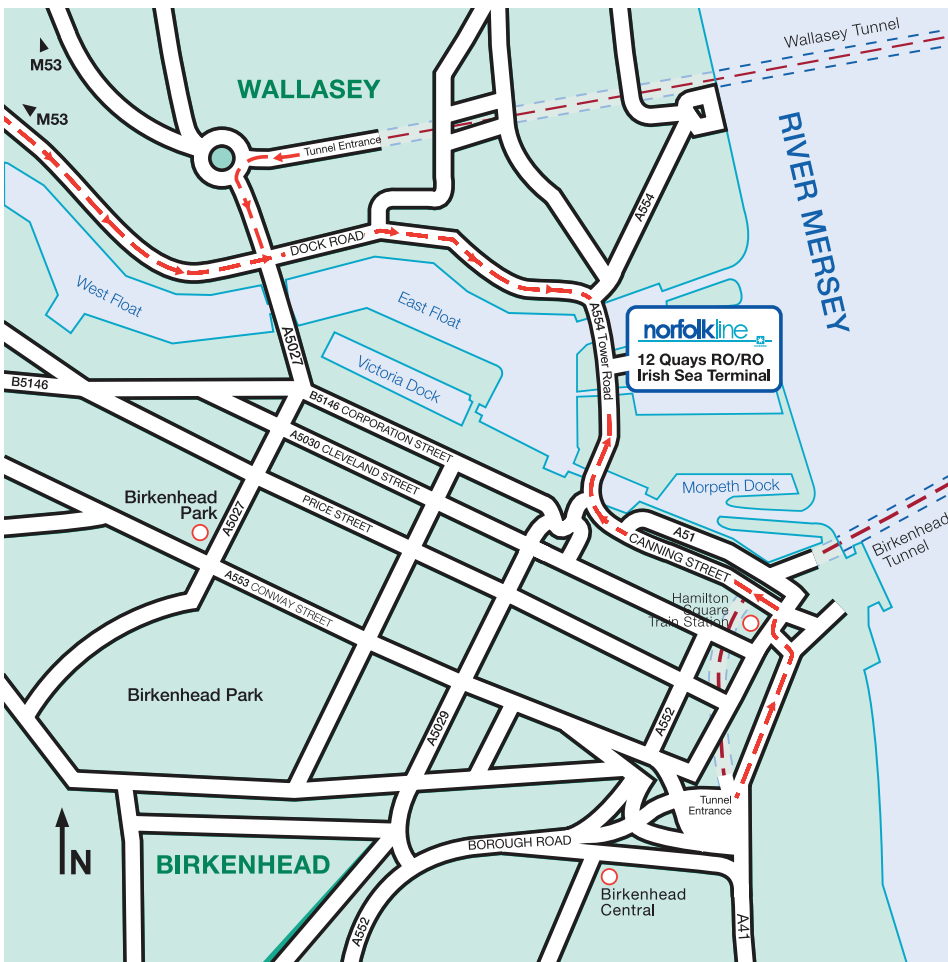 Wallasey Tunnel
M53
WALLASEY
M53
RIVER MERSEY
Tunnel Entrance
A554
DOCK ROAD
West Float
East Float
A554 Tower Road
norfolkline
12 Quays RO/RO
Irish Sea Terminal
A5027
Victoria Dock
B5146
B5146 CORPORATION STREET
A5030 CLEVELAND STREET
Morpeth Dock
Birkenhead
Park
PRICE STREET
A5027
A51
Birkenhead
Tunnel
CANNING STREET
A553 CONWAY STREET
Hamilton
Square
Train Station
Birkenhead Park
A552
A5029
Tunnel
Entrance
N
BIRKENHEAD
BOROUGH ROAD
Birkenhead
Central
A552
A41